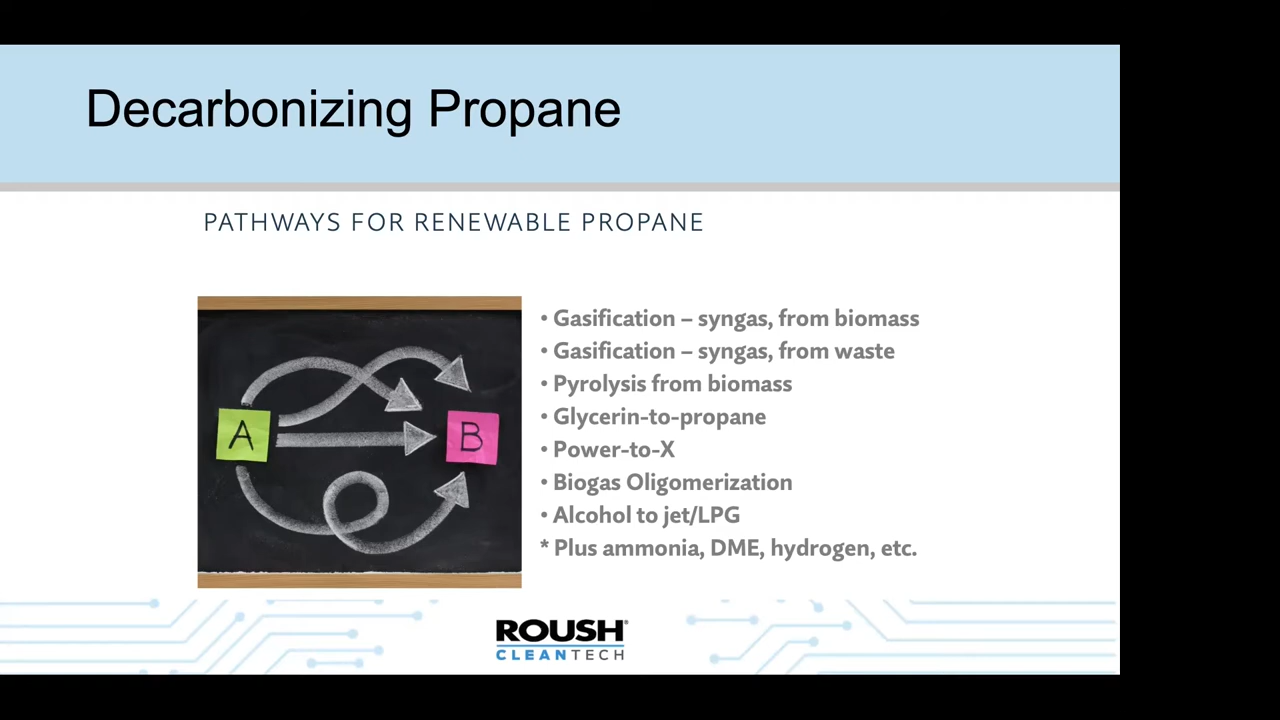 Decarbonizing Propane
PATHWAYS FOR RENEWABLE PROPANE
• Gasification – syngas, from biomass
• Gasification – syngas, from waste
• Pyrolysis from biomass
• Glycerin-to-propane
• Power-to-X
• Biogas Oligomerization
• Alcohol to jet/LPG
* Plus ammonia, DME, hydrogen, etc.
A
B
ROUSH®
CLEANTECH